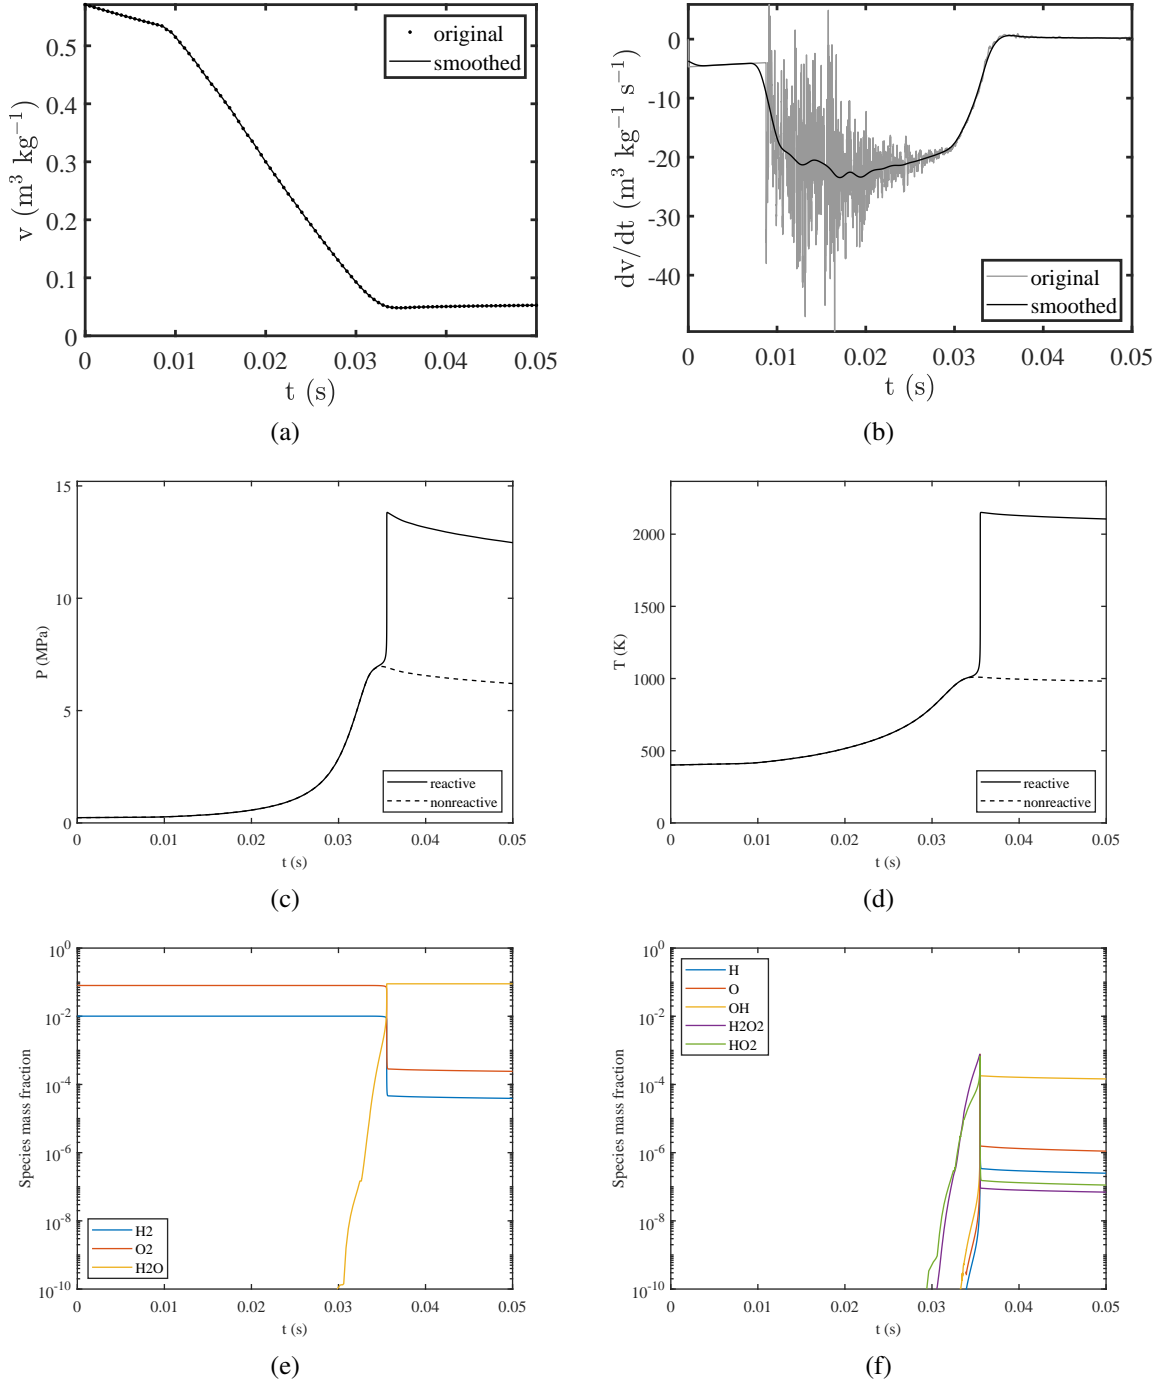 v (m³ kg⁻¹)
0.5
0.4
0.3
0.2
0.1
0
original
smoothed
0 0.01 0.02 0.03 0.04 0.05
t (s)
(a)
dv/dt (m³ kg⁻¹ s⁻¹)
0
-10
-20
-30
-40
original
smoothed
0 0.01 0.02 0.03 0.04 0.05
t (s)
(b)
P (MPa)
15
10
5
0
reactive
nonreactive
0 0.01 0.02 0.03 0.04 0.05
t (s)
(c)
T (K)
2000
1500
1000
500
0
reactive
nonreactive
0 0.01 0.02 0.03 0.04 0.05
t (s)
(d)
Species mass fraction
10⁰
10⁻²
10⁻⁴
10⁻⁶
10⁻⁸
10⁻¹⁰
H2
O2
H2O
0 0.01 0.02 0.03 0.04 0.05
t (s)
(e)
Species mass fraction
10⁰
10⁻²
10⁻⁴
10⁻⁶
10⁻⁸
10⁻¹⁰
H
O
OH
H2O2
HO2
0 0.01 0.02 0.03 0.04 0.05
t (s)
(f)